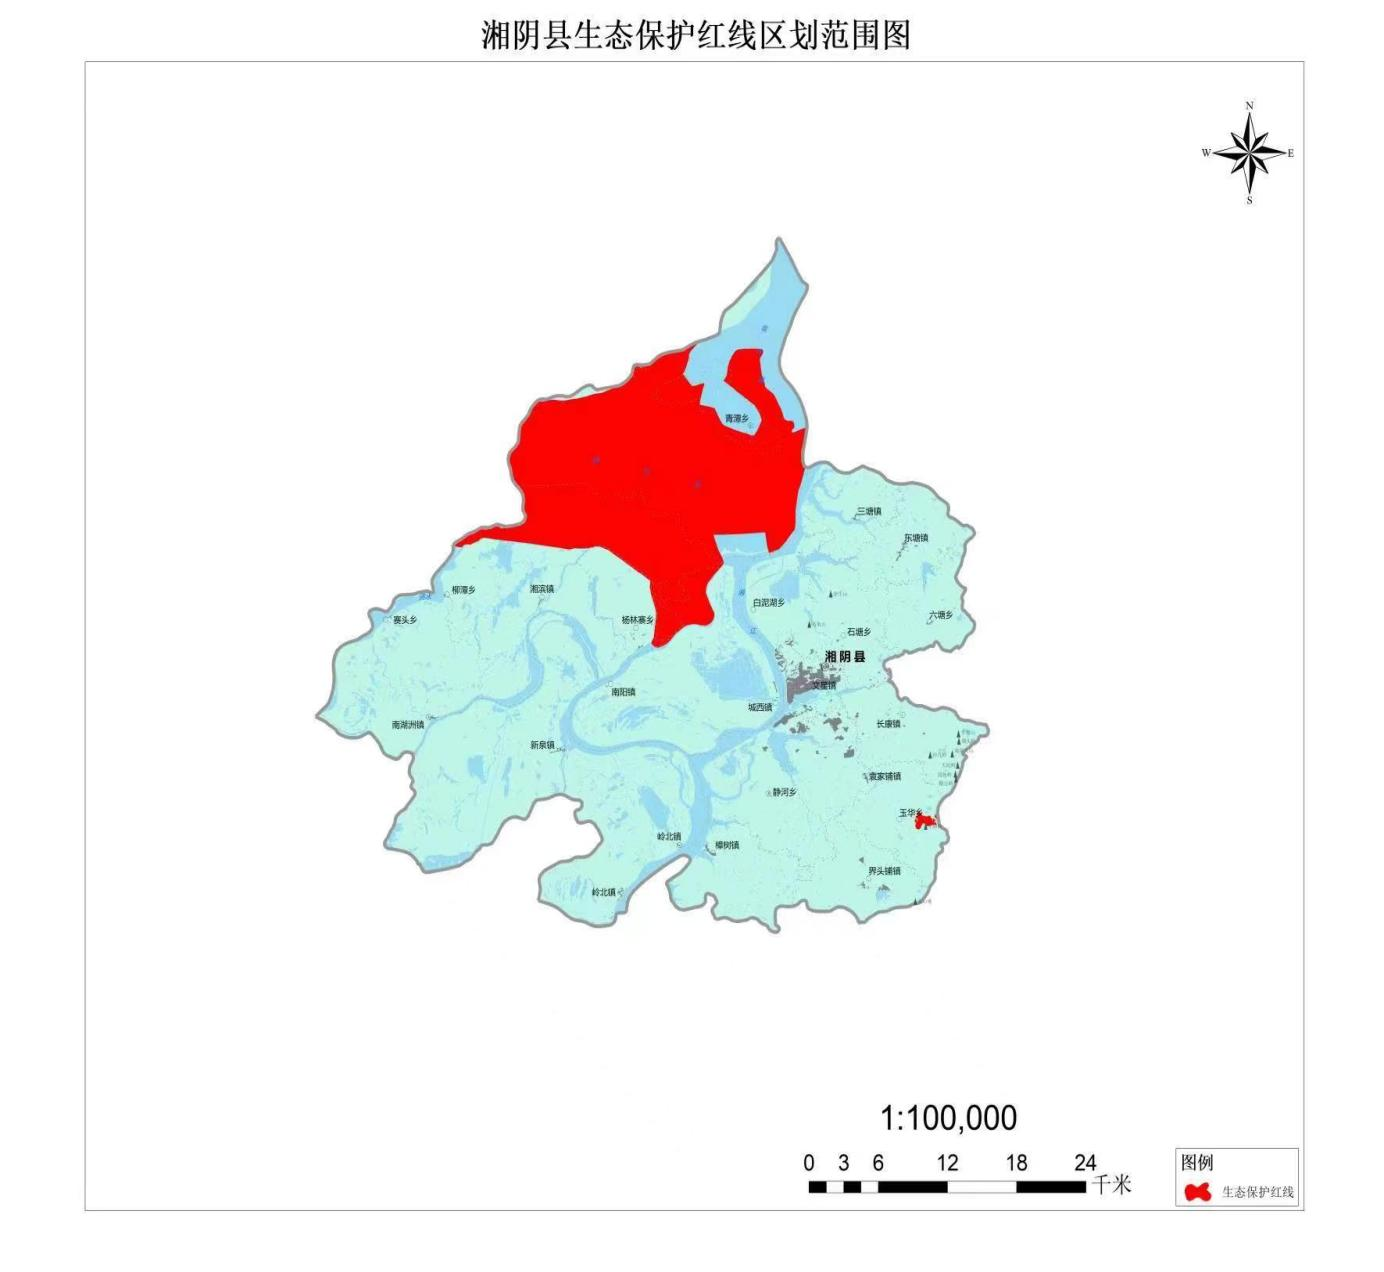 湘阴县生态保护红线区划范围图
N
W
E
S
青潭乡
三塘镇
东塘镇
柳潭乡
湘滨镇
白泥湖乡
六塘乡
寨头乡
杨林寨乡
江
石塘乡
湘阴县
文星镇
南阳镇
城西镇
南湖洲镇
长康镇
新泉镇
袁家铺镇
静河乡
玉华乡
岭北镇
樟树镇
界头铺镇
岭北镇
1:100,000
0 3 6 12 18 24
千米
图例
生态保护红线